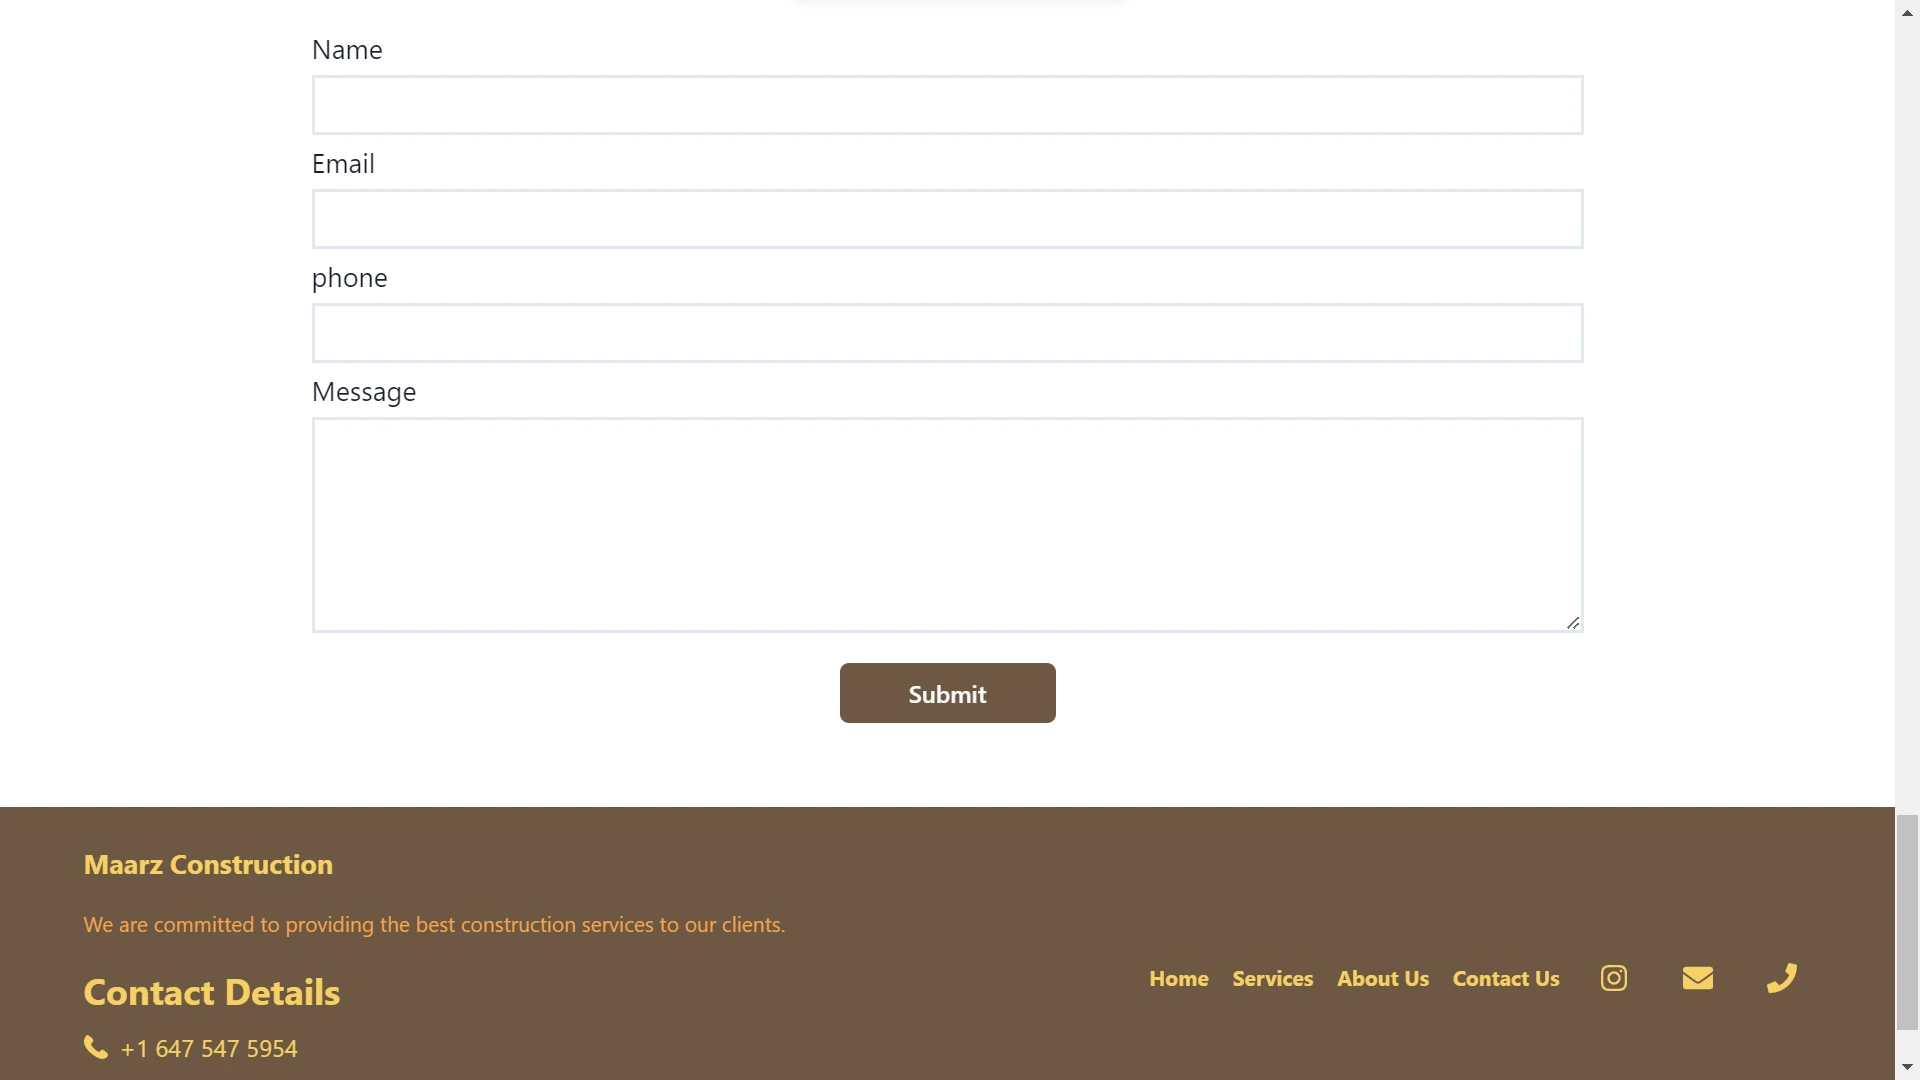 Name
Email
phone
Message
Submit
Maarz Construction
We are committed to providing the best construction services to our clients.
Contact Details
+1 647 547 5954
Home Services About Us Contact Us